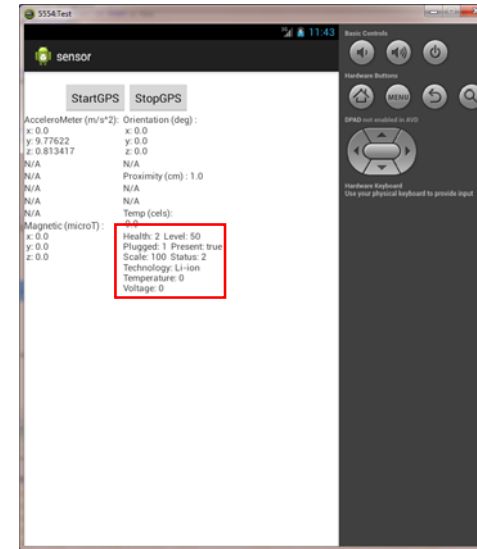 5554:Test
3G 11:43
sensor
StartGPS StopGPS
AcceleroMeter (m/s^2):
x: 0.0
y: 9.77622
z: 0.813417
N/A
N/A
N/A
N/A
N/A
Magnetic (microT) :
x: 0.0
y: 0.0
z: 0.0
Orientation (deg) :
x: 0.0
y: 0.0
z: 0.0
N/A
Proximity (cm) : 1.0
N/A
N/A
Temp (cels):
0.0
Health: 2 Level: 50
Plugged: 1 Present: true
Scale: 100 Status: 2
Technology: Li-ion
Temperature: 0
Voltage: 0
Basic Controls
Hardware Buttons
MENU
DPAD not enabled in AVD
Hardware Keyboard
Use your physical keyboard to provide input